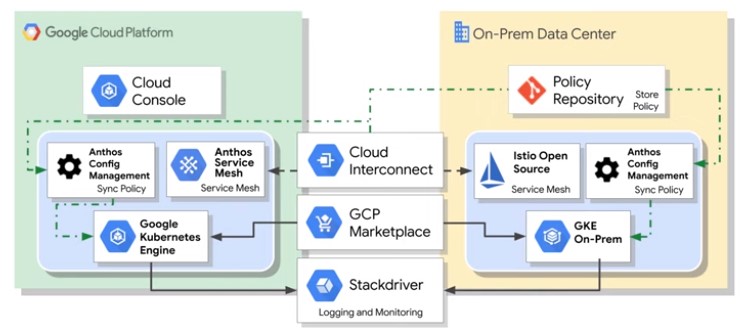 Google Cloud Platform
On-Prem Data Center
Cloud
Console
Policy
Repository
Store
Policy
Anthos
Config
Management
Sync Policy
Anthos
Service
Mesh
Service Mesh
Cloud
Interconnect
Istio Open
Source
Service Mesh
Anthos
Config
Management
Sync Policy
Google
Kubernetes
Engine
GCP
Marketplace
GKE
On-Prem
Stackdriver
Logging and Monitoring